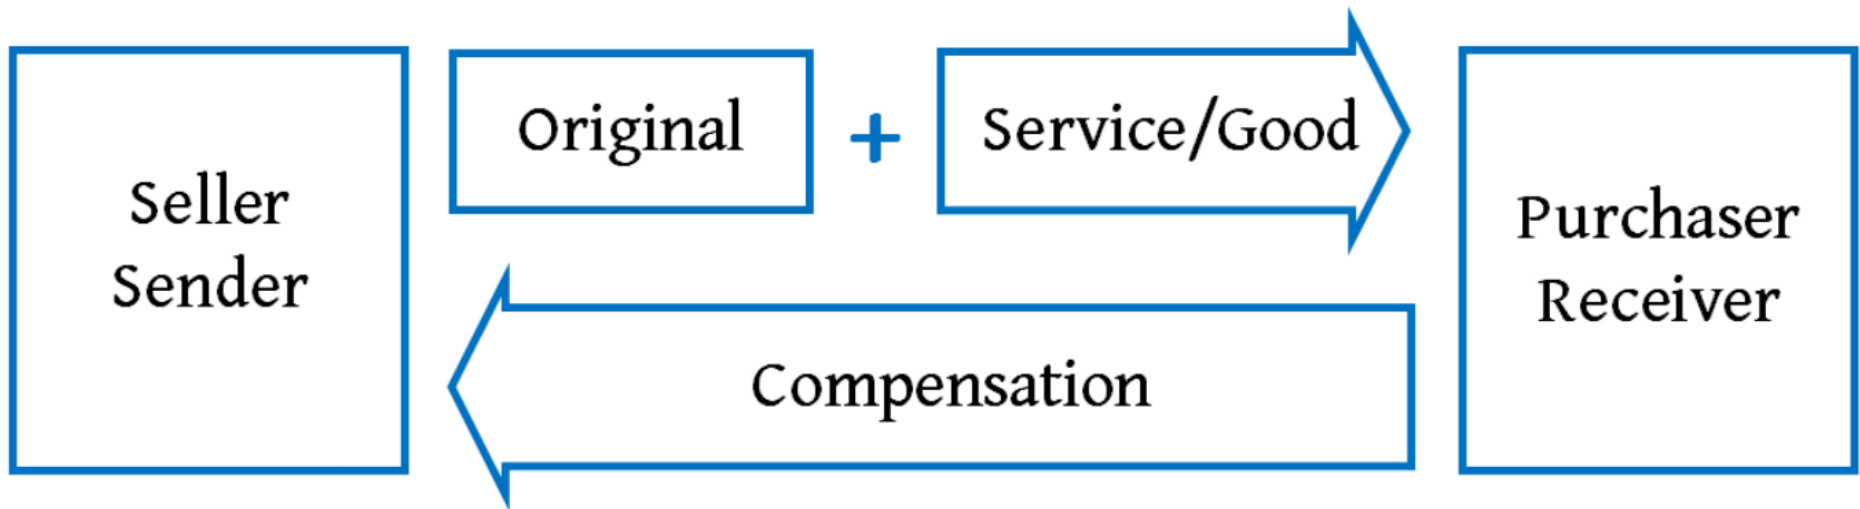 Seller
Sender
Original
+
Service/Good
Compensation
Purchaser
Receiver